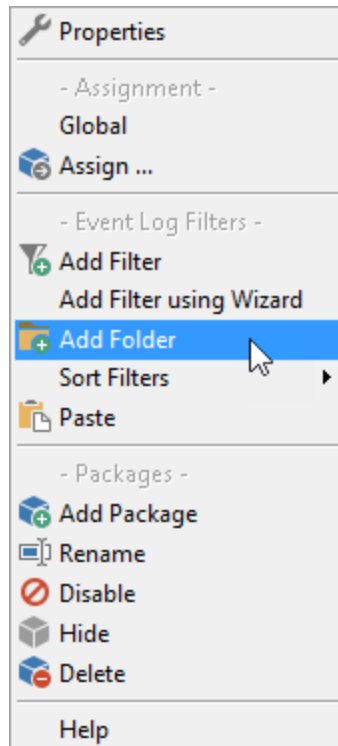 Properties
- Assignment -
Global
Assign ...
- Event Log Filters -
Add Filter
Add Filter using Wizard
Add Folder
Sort Filters
Paste
- Packages -
Add Package
Rename
Disable
Hide
Delete
Help